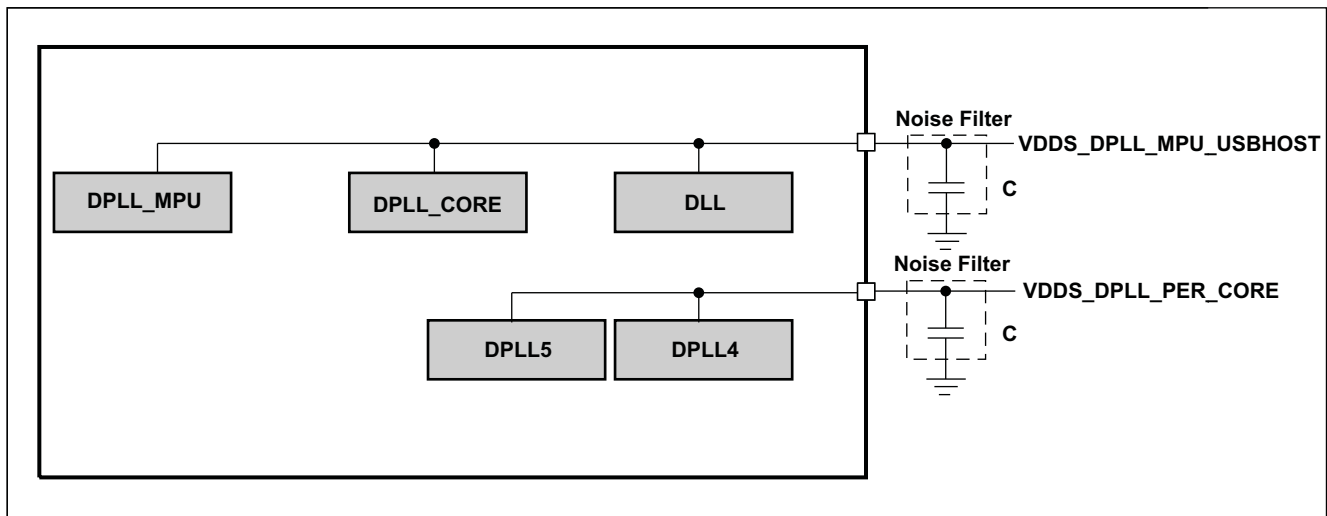 Noise Filter
VDDS_DPLL_MPU_USBHOST
DPLL_MPU
DPLL_CORE
DLL
C
Noise Filter
VDDS_DPLL_PER_CORE
DPLL5
DPLL4
C